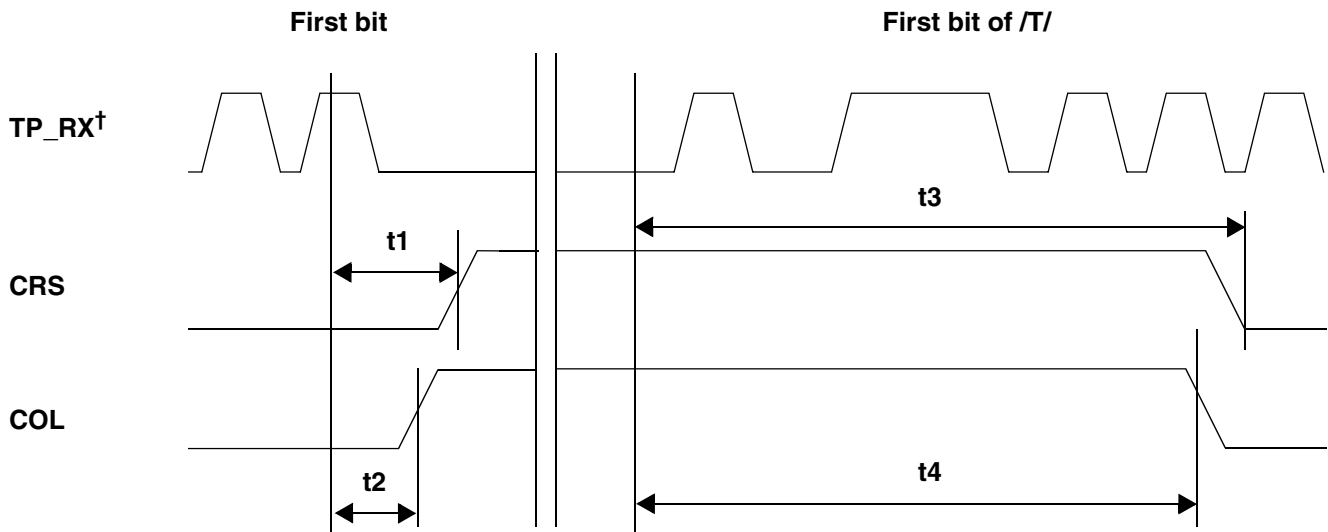 First bit
First bit of /T/
TP_RX†
t3
t1
CRS
COL
t2
t4